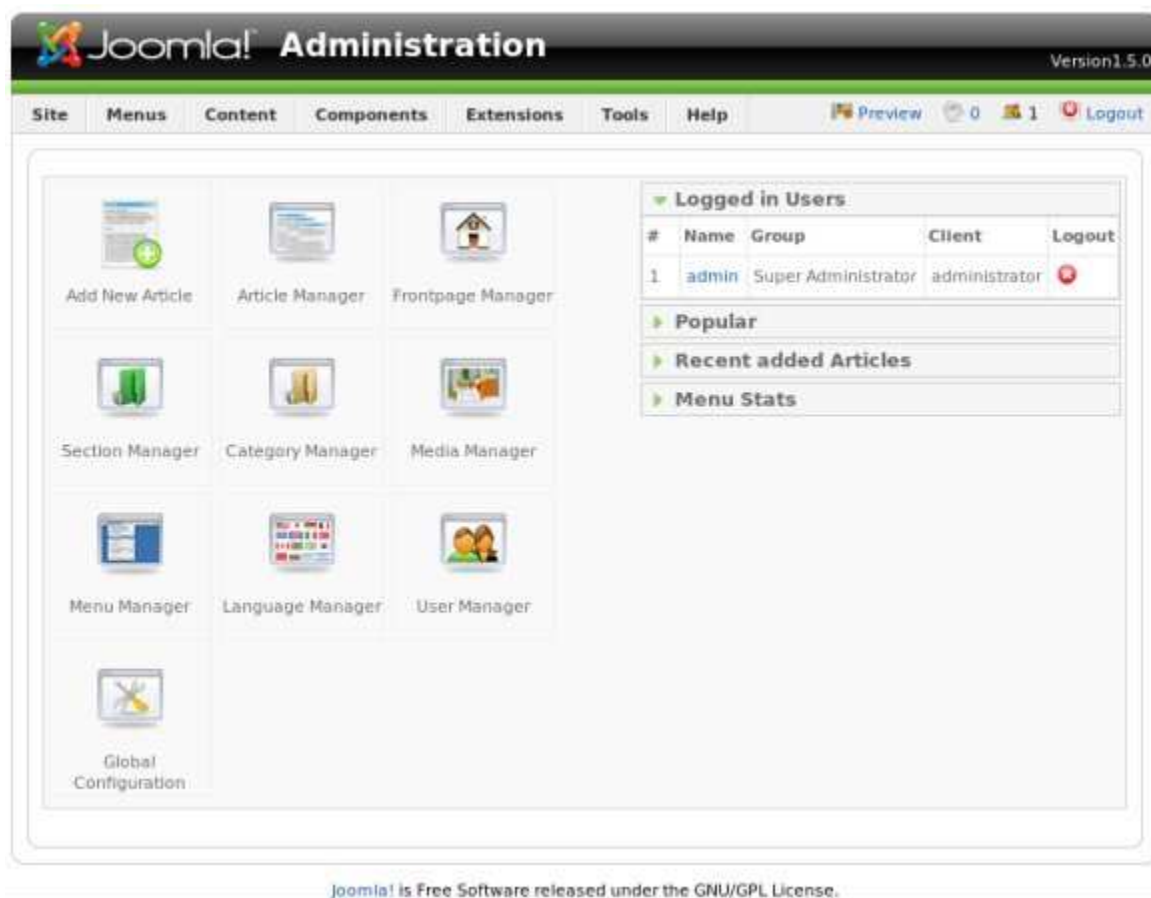 Joomla! Administration
Version1.5.0
Site Menus Content Components Extensions Tools Help Preview 0 1 Logout
Add New Article Article Manager Frontpage Manager
Section Manager Category Manager Media Manager
Menu Manager Language Manager User Manager
Global
Configuration
Logged in Users
# Name Group Client Logout
1 admin Super Administrator administrator
Popular
Recent added Articles
Menu Stats
Joomla! is Free Software released under the GNU/GPL License.